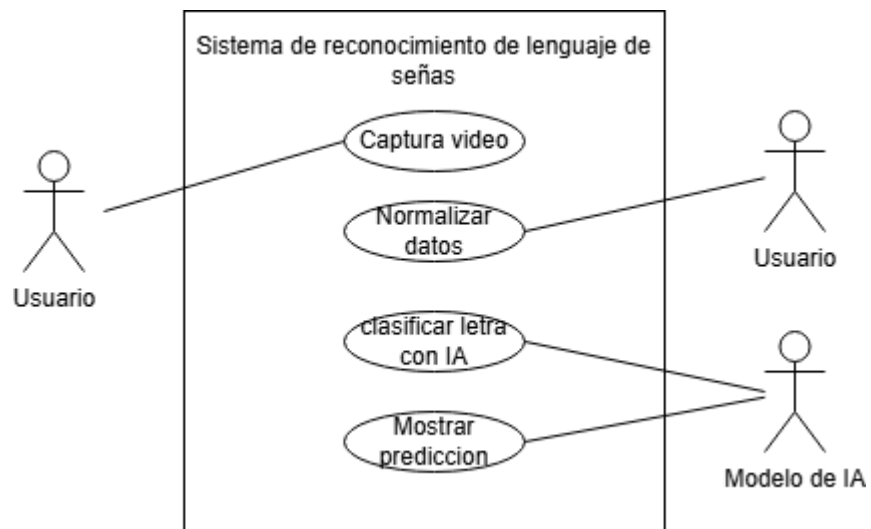 Sistema de reconocimiento de lenguaje de
señas
Captura video
Usuario
Normalizar
datos
Usuario
clasificar letra
con IA
Mostrar
prediccion
Modelo de IA